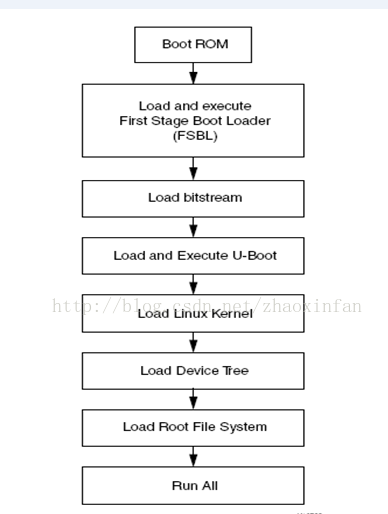 Boot ROM
Load and execute
First Stage Boot Loader
(FSBL)
Load bitstream
Load and Execute U-Boot
http://blog.csdn.net/zhaoxinfan
Load Linux Kernel
Load Device Tree
Load Root File System
Run All